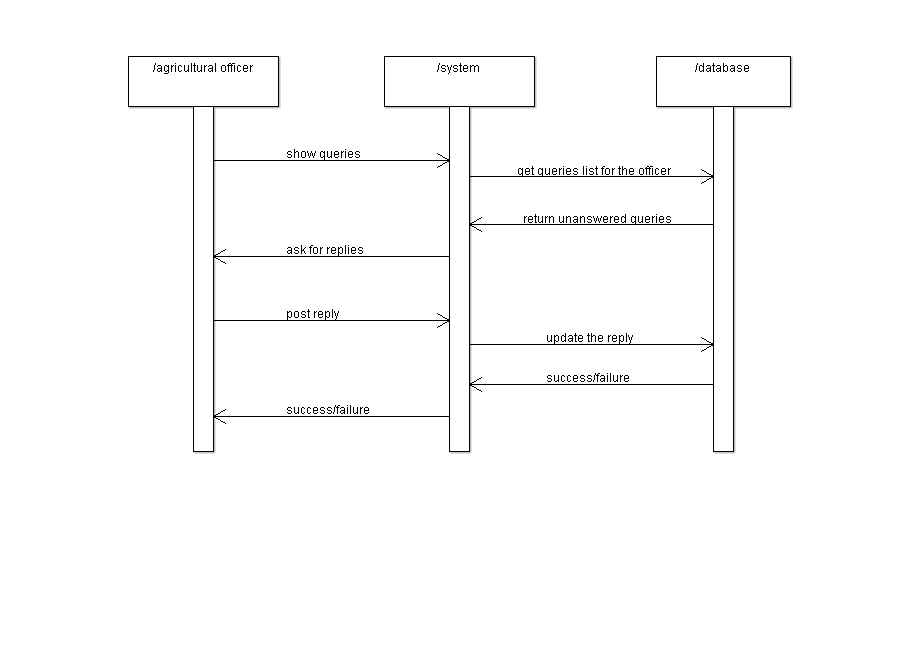 /agricultural officer
/system
/database
show queries
get queries list for the officer
return unanswered queries
ask for replies
post reply
update the reply
success/failure
success/failure